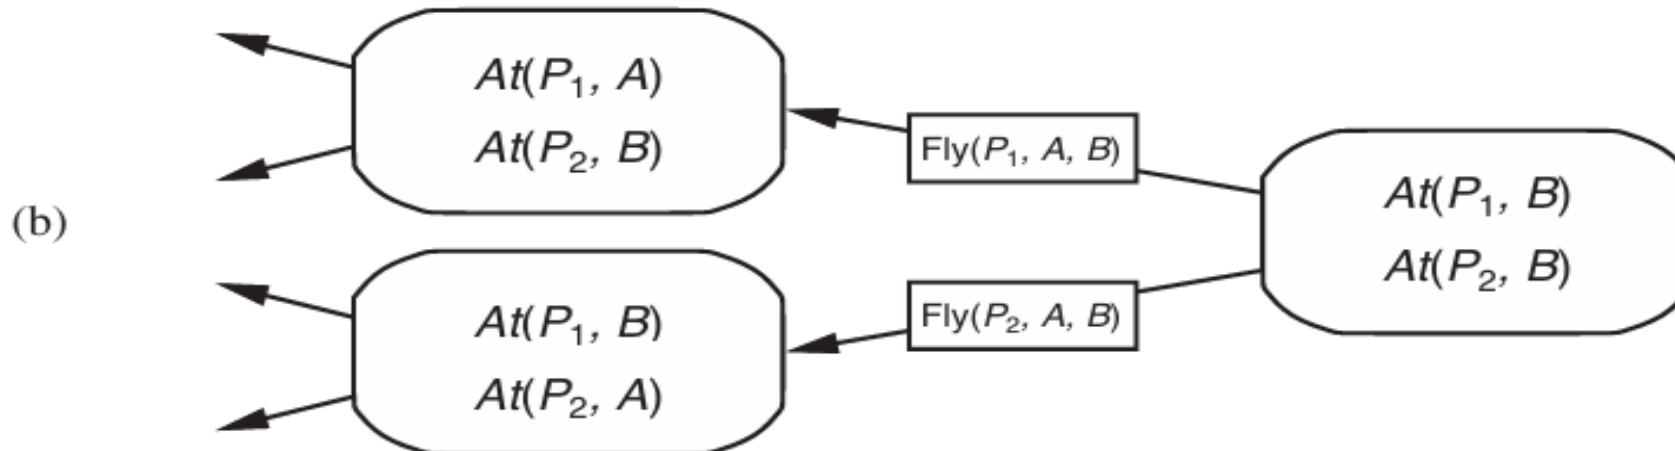 (b)
At(P₁, A)
At(P₂, B)
Fly(P₁, A, B)
At(P₁, B)
At(P₂, B)
At(P₁, B)
At(P₂, A)
Fly(P₂, A, B)